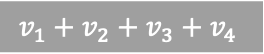 v₁ + v₂ + v₃ + v₄